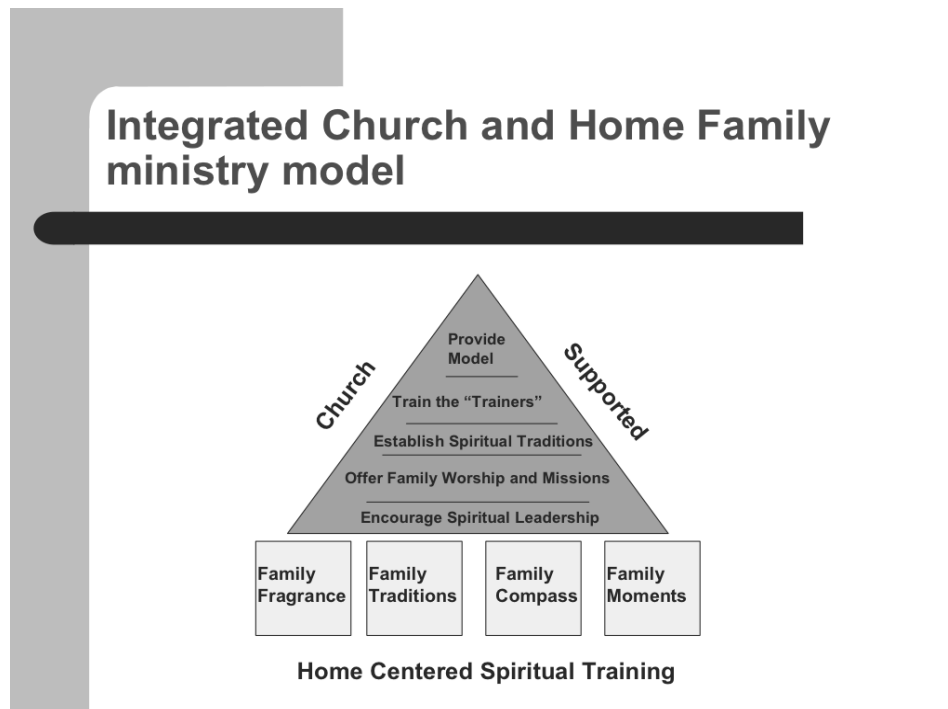 Integrated Church and Home Family
ministry model
Church
Supported
Provide
Model
Train the “Trainers”
Establish Spiritual Traditions
Offer Family Worship and Missions
Encourage Spiritual Leadership
Family
Fragrance
Family
Traditions
Family
Compass
Family
Moments
Home Centered Spiritual Training